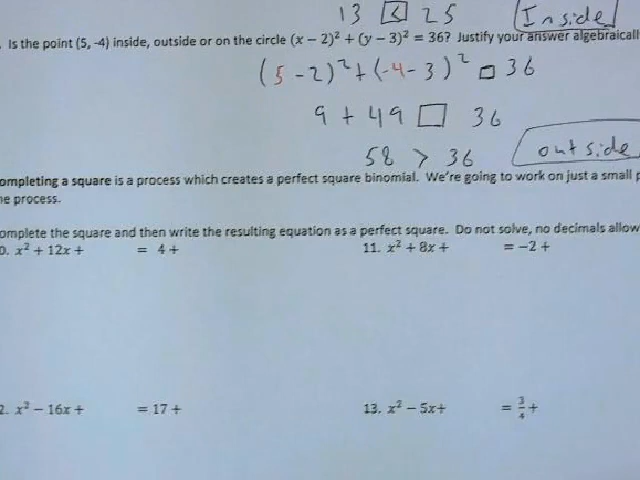 13 < 25 Inside
. Is the point (5, -4) inside, outside or on the circle (x − 2)² + (y − 3)² = 36? Justify your answer algebraicall
(5 - 2)² + (-4 - 3)² □ 36
9 + 49 □ 36
58 > 36 outside
ompleting a square is a process which creates a perfect square binomial. We're going to work on just a small p
he process.
omplete the square and then write the resulting equation as a perfect square. Do not solve, no decimals allow
0. x² + 12x + = 4 + 11. x² + 8x + = −2 +
2. x² − 16x + = 17 + 13. x² − 5x + = 3/4 +